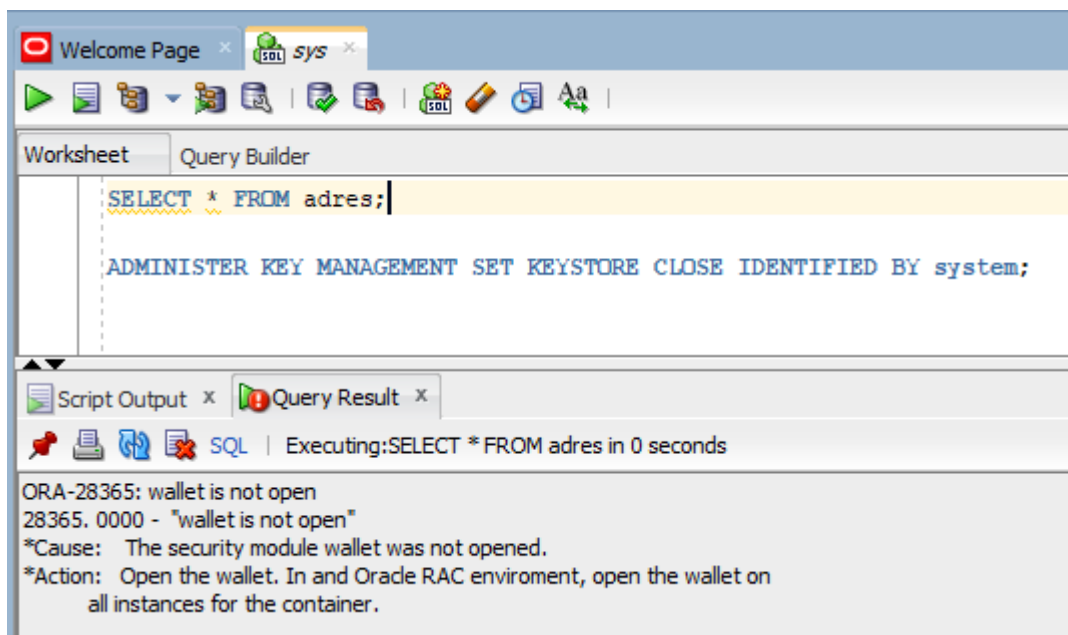 Welcome Page
sys
Worksheet
Query Builder
SELECT * FROM adres;
ADMINISTER KEY MANAGEMENT SET KEYSTORE CLOSE IDENTIFIED BY system;
Script Output
Query Result
SQL | Executing:SELECT * FROM adres in 0 seconds
ORA-28365: wallet is not open
28365. 0000 - "wallet is not open"
*Cause: The security module wallet was not opened.
*Action: Open the wallet. In and Oracle RAC enviroment, open the wallet on
all instances for the container.